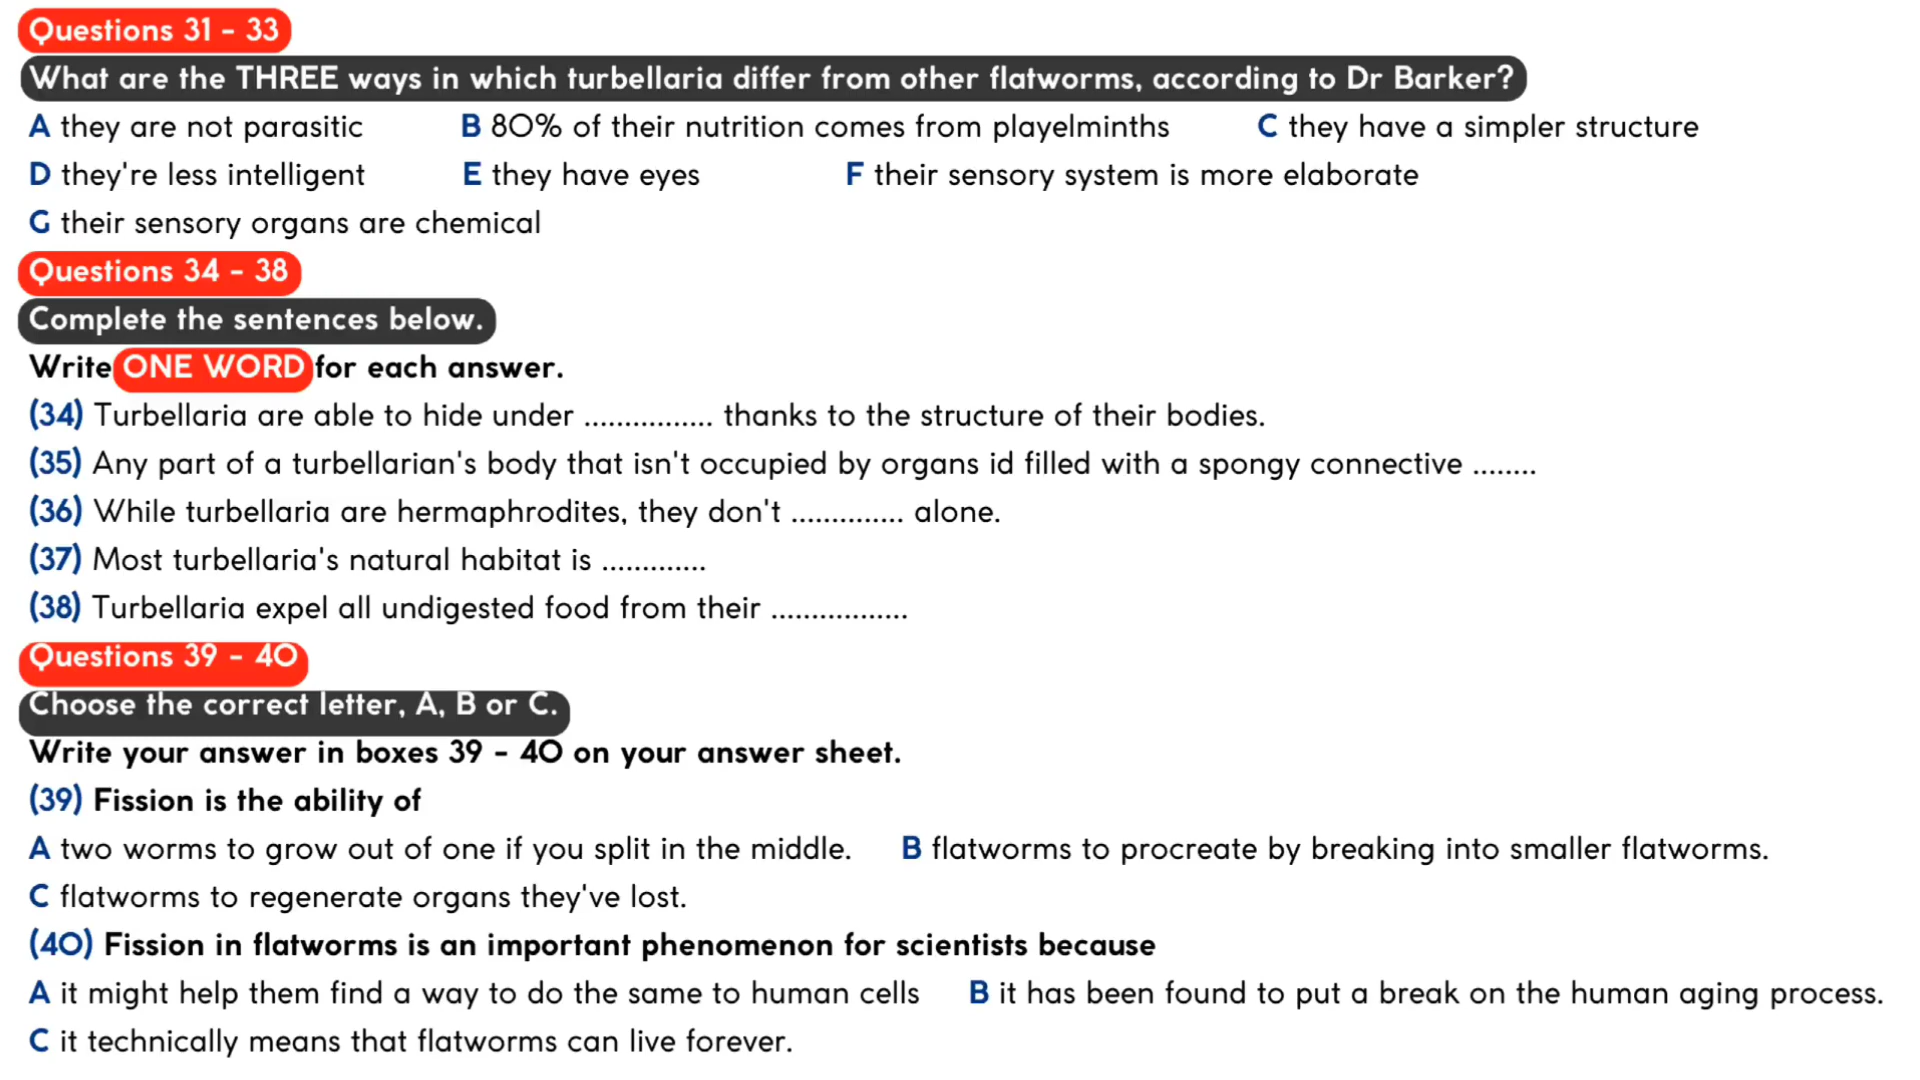 Questions 31 - 33
What are the THREE ways in which turbellaria differ from other flatworms, according to Dr Barker?
A they are not parasitic B 80% of their nutrition comes from playelminths C they have a simpler structure
D they're less intelligent E they have eyes F their sensory system is more elaborate
G their sensory organs are chemical
Questions 34 - 38
Complete the sentences below.
Write ONE WORD for each answer.
(34) Turbellaria are able to hide under ................ thanks to the structure of their bodies.
(35) Any part of a turbellarian's body that isn't occupied by organs id filled with a spongy connective ........
(36) While turbellaria are hermaphrodites, they don't .............. alone.
(37) Most turbellaria's natural habitat is .............
(38) Turbellaria expel all undigested food from their .................
Questions 39 - 40
Choose the correct letter, A, B or C.
Write your answer in boxes 39 - 40 on your answer sheet.
(39) Fission is the ability of
A two worms to grow out of one if you split in the middle. B flatworms to procreate by breaking into smaller flatworms.
C flatworms to regenerate organs they've lost.
(40) Fission in flatworms is an important phenomenon for scientists because
A it might help them find a way to do the same to human cells B it has been found to put a break on the human aging process.
C it technically means that flatworms can live forever.